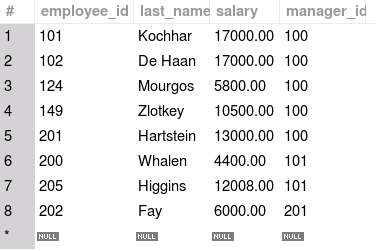 # employee_id last_name salary manager_id
1 101 Kochhar 17000.00 100
2 102 De Haan 17000.00 100
3 124 Mourgos 5800.00 100
4 149 Zlotkey 10500.00 100
5 201 Hartstein 13000.00 100
6 200 Whalen 4400.00 101
7 205 Higgins 12008.00 101
8 202 Fay 6000.00 201
* NULL NULL NULL NULL